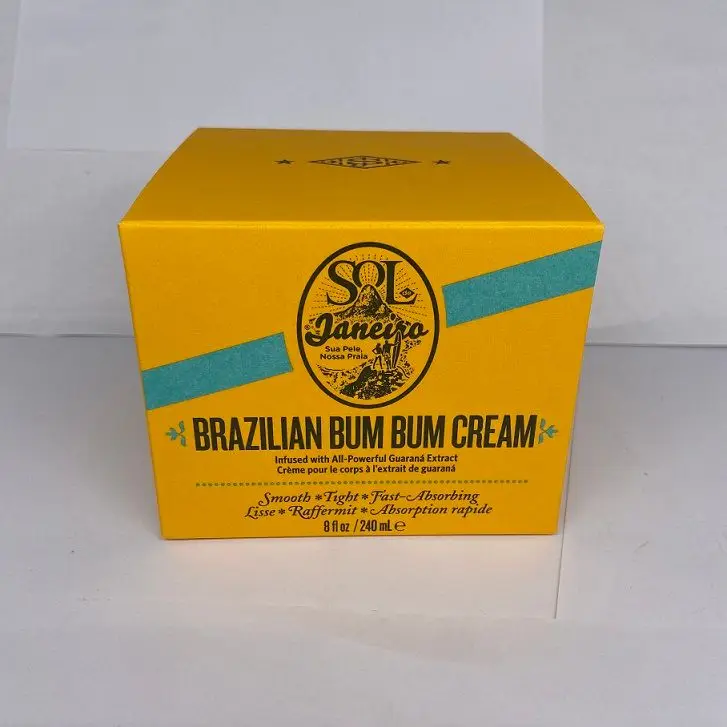 SOL
de
Janeiro
Sua Pele,
Nossa Praia
BRAZILIAN BUM BUM CREAM
Infused with All-Powerful Guaraná Extract
Crème pour le corps à l'extrait de guaraná
Smooth * Tight * Fast-Absorbing
Lisse * Raffermit * Absorption rapide
8 fl oz / 240 mL ℮